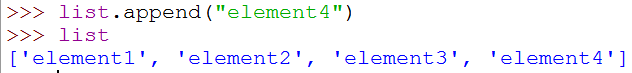 >>> list.append("element4")
>>> list
['element1', 'element2', 'element3', 'element4']